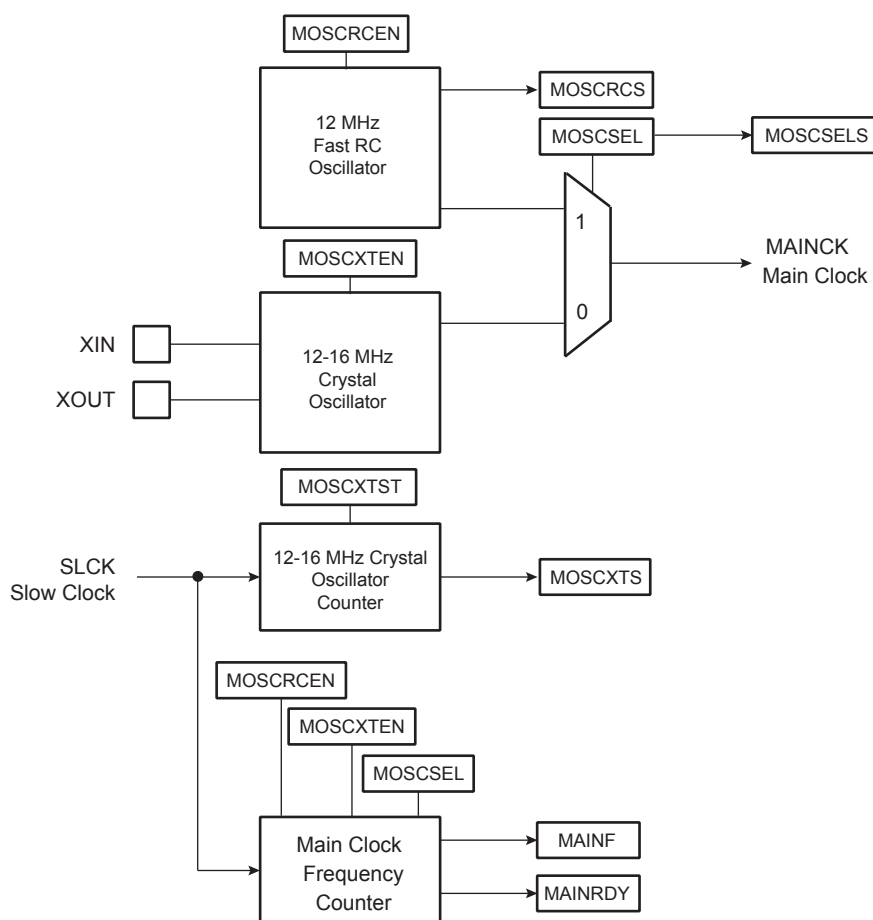 MOSCRCEN
12 MHz
Fast RC
Oscillator
MOSCRCS
MOSCSEL
MOSCSELS
1
MAINCK
Main Clock
MOSCXTEN
0
XIN
XOUT
12-16 MHz
Crystal
Oscillator
MOSCXTST
SLCK
Slow Clock
12-16 MHz Crystal
Oscillator
Counter
MOSCXTS
MOSCRCEN
MOSCXTEN
MOSCSEL
Main Clock
Frequency
Counter
MAINF
MAINRDY